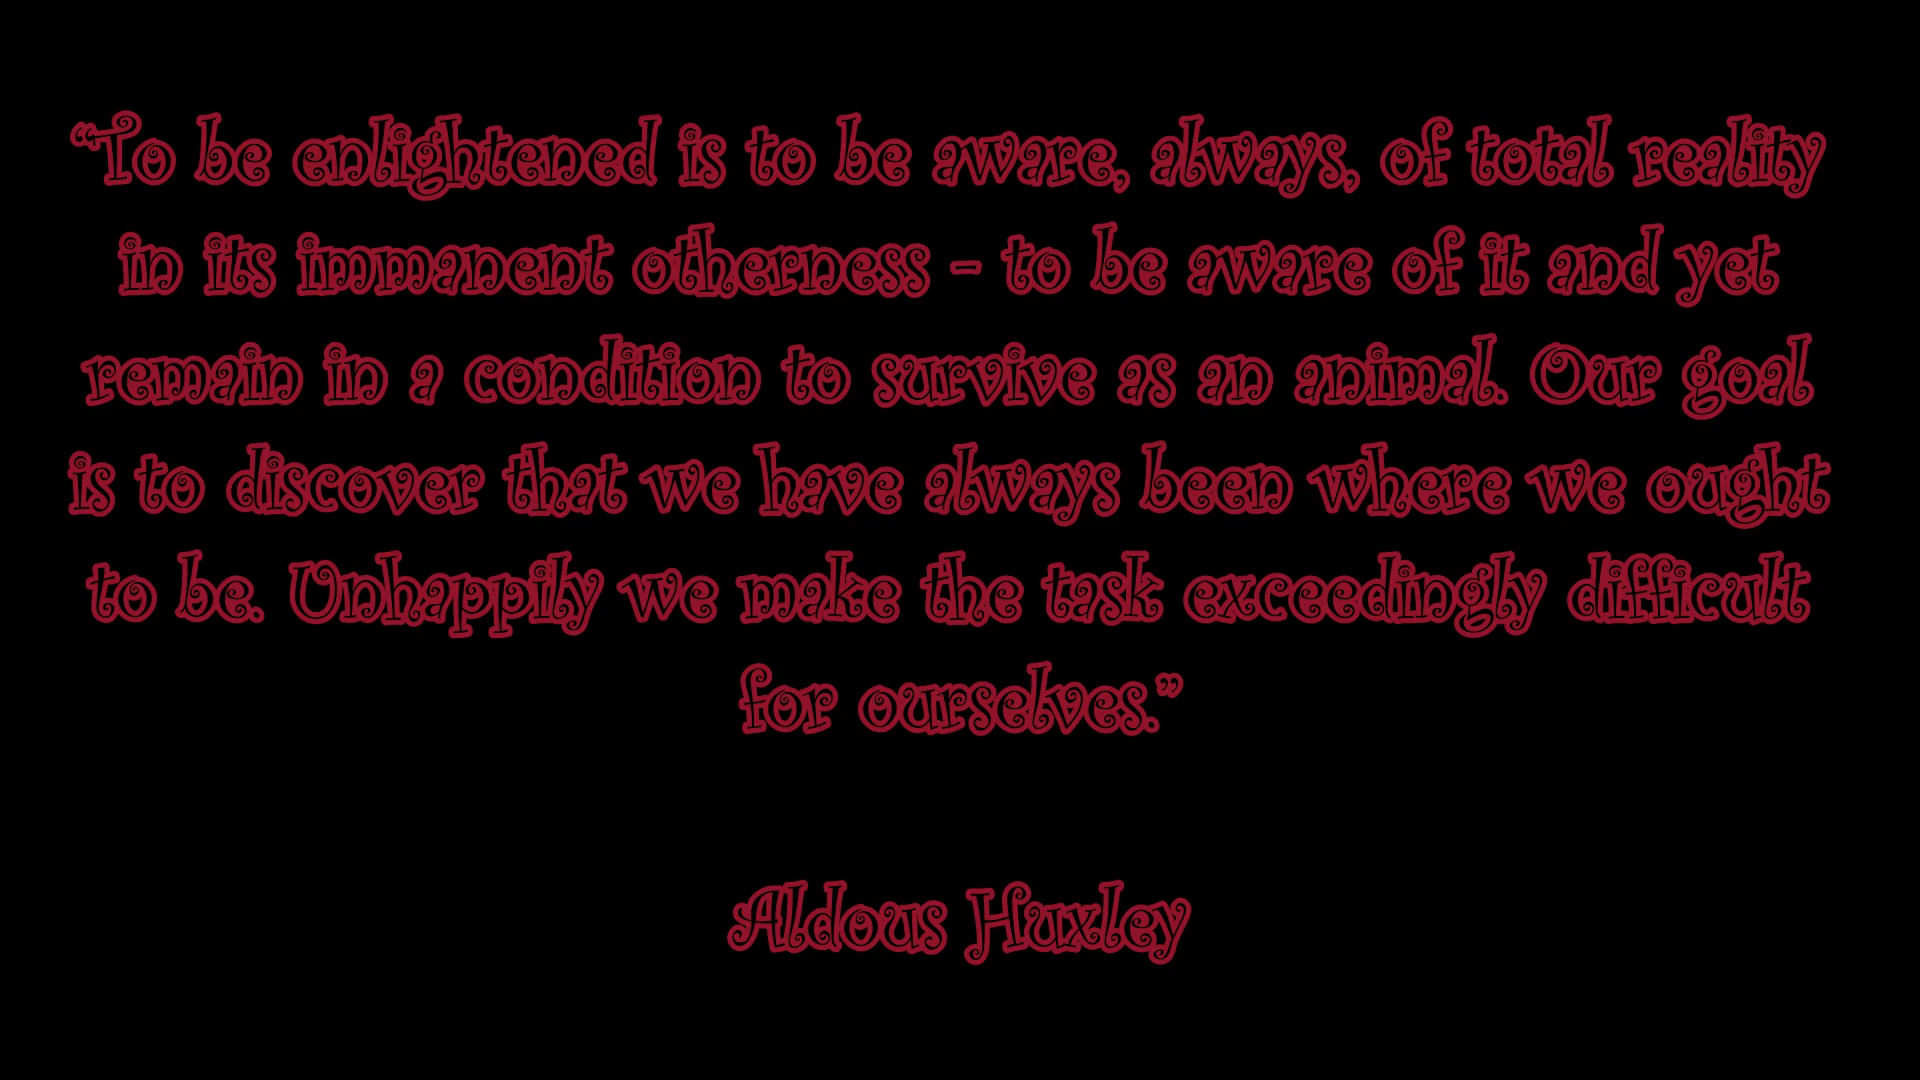 “To be enlightened is to be aware, always, of total reality
in its immanent otherness - to be aware of it and yet
remain in a condition to survive as an animal. Our goal
is to discover that we have always been where we ought
to be. Unhappily we make the task exceedingly difficult
for ourselves.”
Aldous Huxley